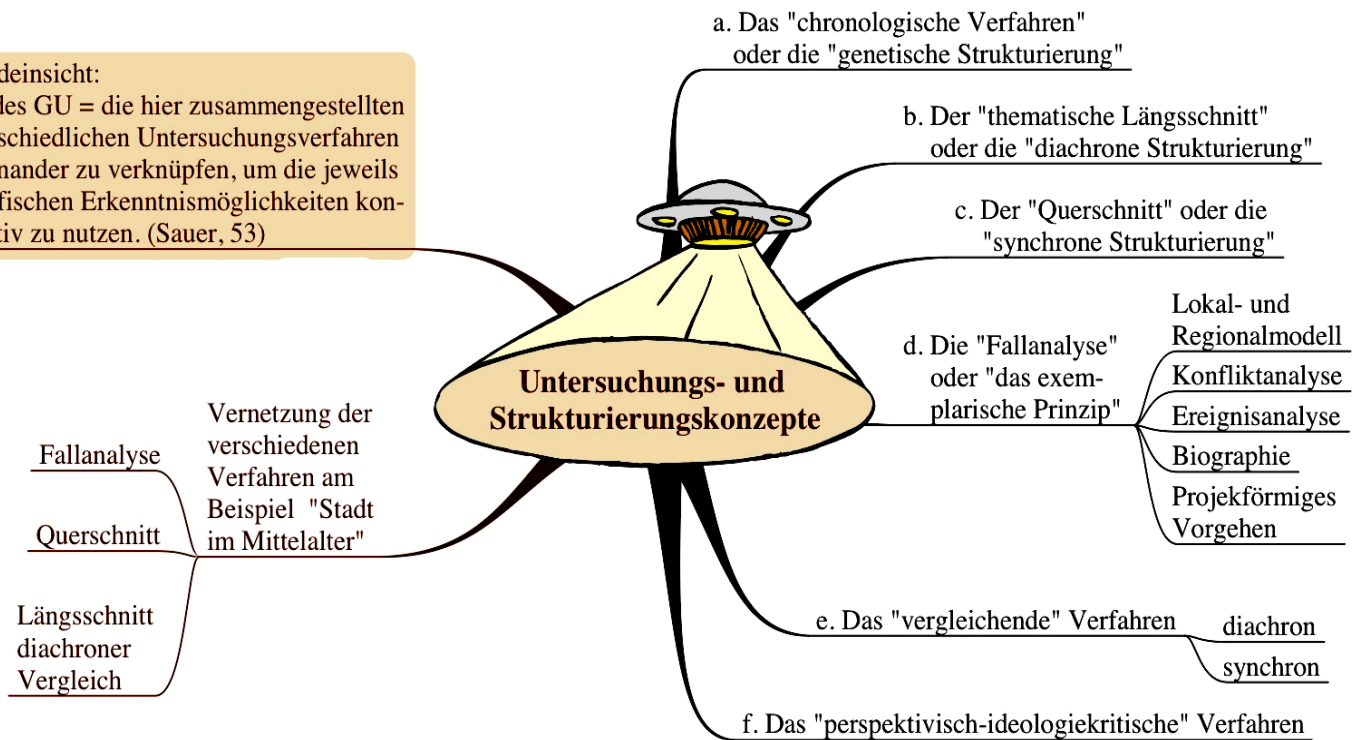 a. Das "chronologische Verfahren"
oder die "genetische Strukturierung"
b. Der "thematische Längsschnitt"
oder die "diachrone Strukturierung"
c. Der "Querschnitt" oder die
"synchrone Strukturierung"
d. Die "Fallanalyse"
oder "das exem-
plarische Prinzip"
Lokal- und
Regionalmodell
Konfliktanalyse
Ereignisanalyse
Biographie
Projekförmiges
Vorgehen
e. Das "vergleichende" Verfahren
diachron
synchron
f. Das "perspektivisch-ideologiekritische" Verfahren
Untersuchungs- und
Strukturierungskonzepte
deinsicht:
des GU = die hier zusammengestellten
schiedlichen Untersuchungsverfahren
nander zu verknüpfen, um die jeweils
fischen Erkenntnismöglichkeiten kon-
tiv zu nutzen. (Sauer, 53)
Vernetzung der
verschiedenen
Verfahren am
Beispiel "Stadt
im Mittelalter"
Fallanalyse
Querschnitt
Längsschnitt
diachroner
Vergleich